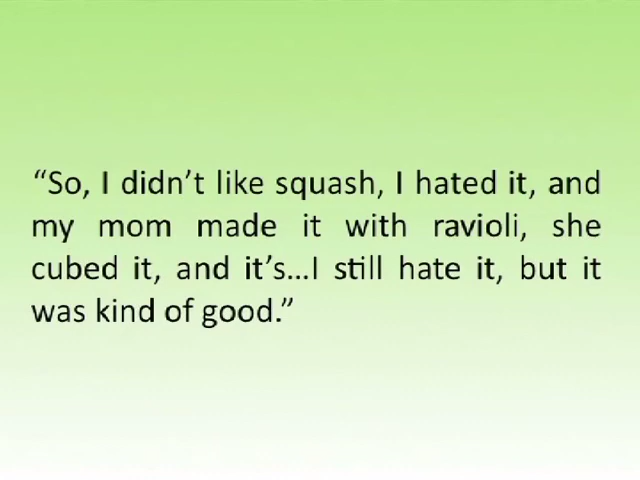 “So, I didn’t like squash, I hated it, and
my mom made it with ravioli, she
cubed it, and it’s…I still hate it, but it
was kind of good.”